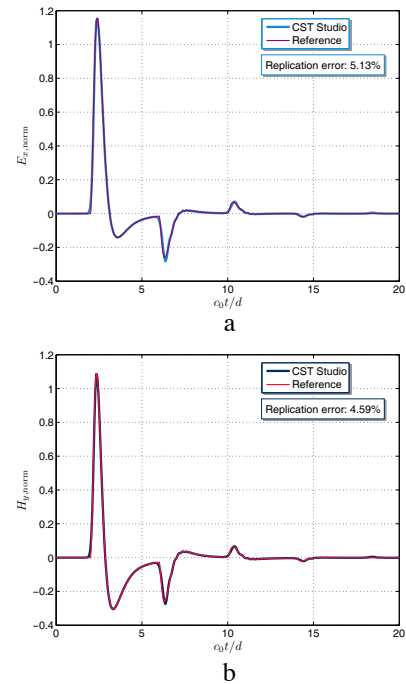 1.2
1
0.8
0.6
0.4
0.2
0
−0.2
−0.4
E_{x,norm}
CST Studio
Reference
Replication error: 5.13%
0 5 10 15 20
c_0t/d
a
1.2
1
0.8
0.6
0.4
0.2
0
−0.2
−0.4
H_{y,norm}
CST Studio
Reference
Replication error: 4.59%
0 5 10 15 20
c_0t/d
b